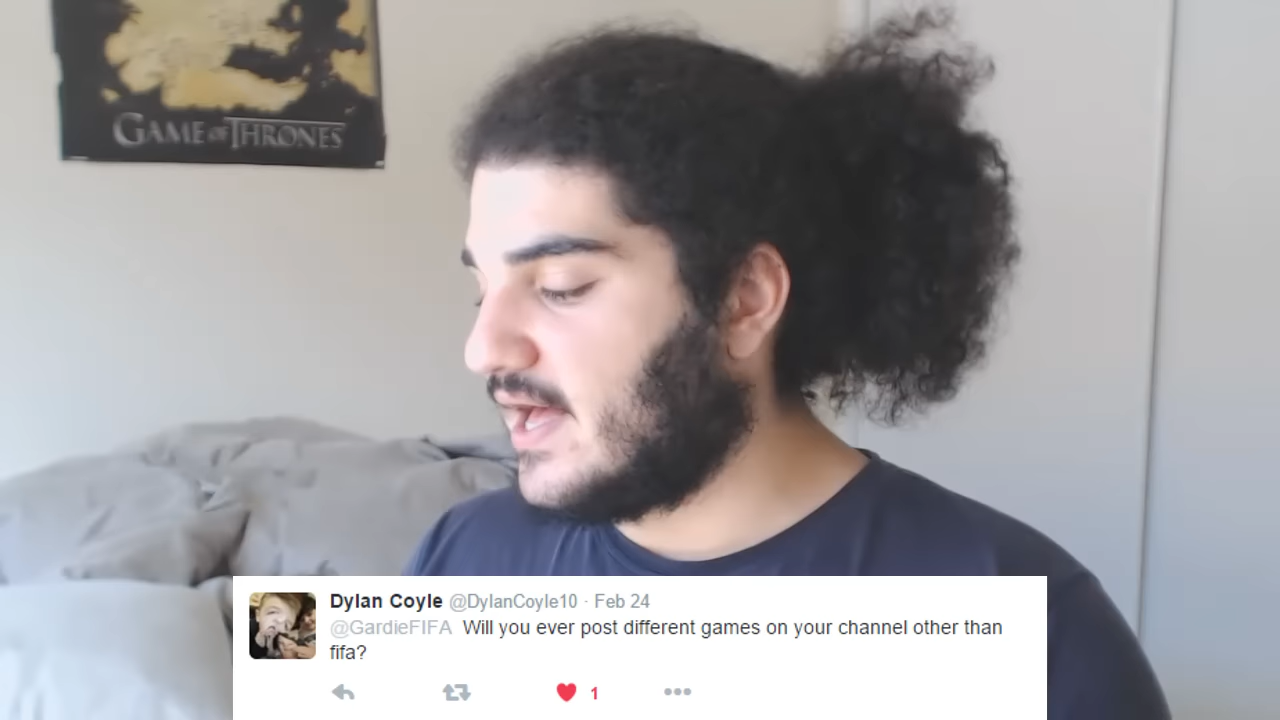 GAME OF THRONES
Dylan Coyle @DylanCoyle10 · Feb 24
@GardieFIFA Will you ever post different games on your channel other than
fifa?
1